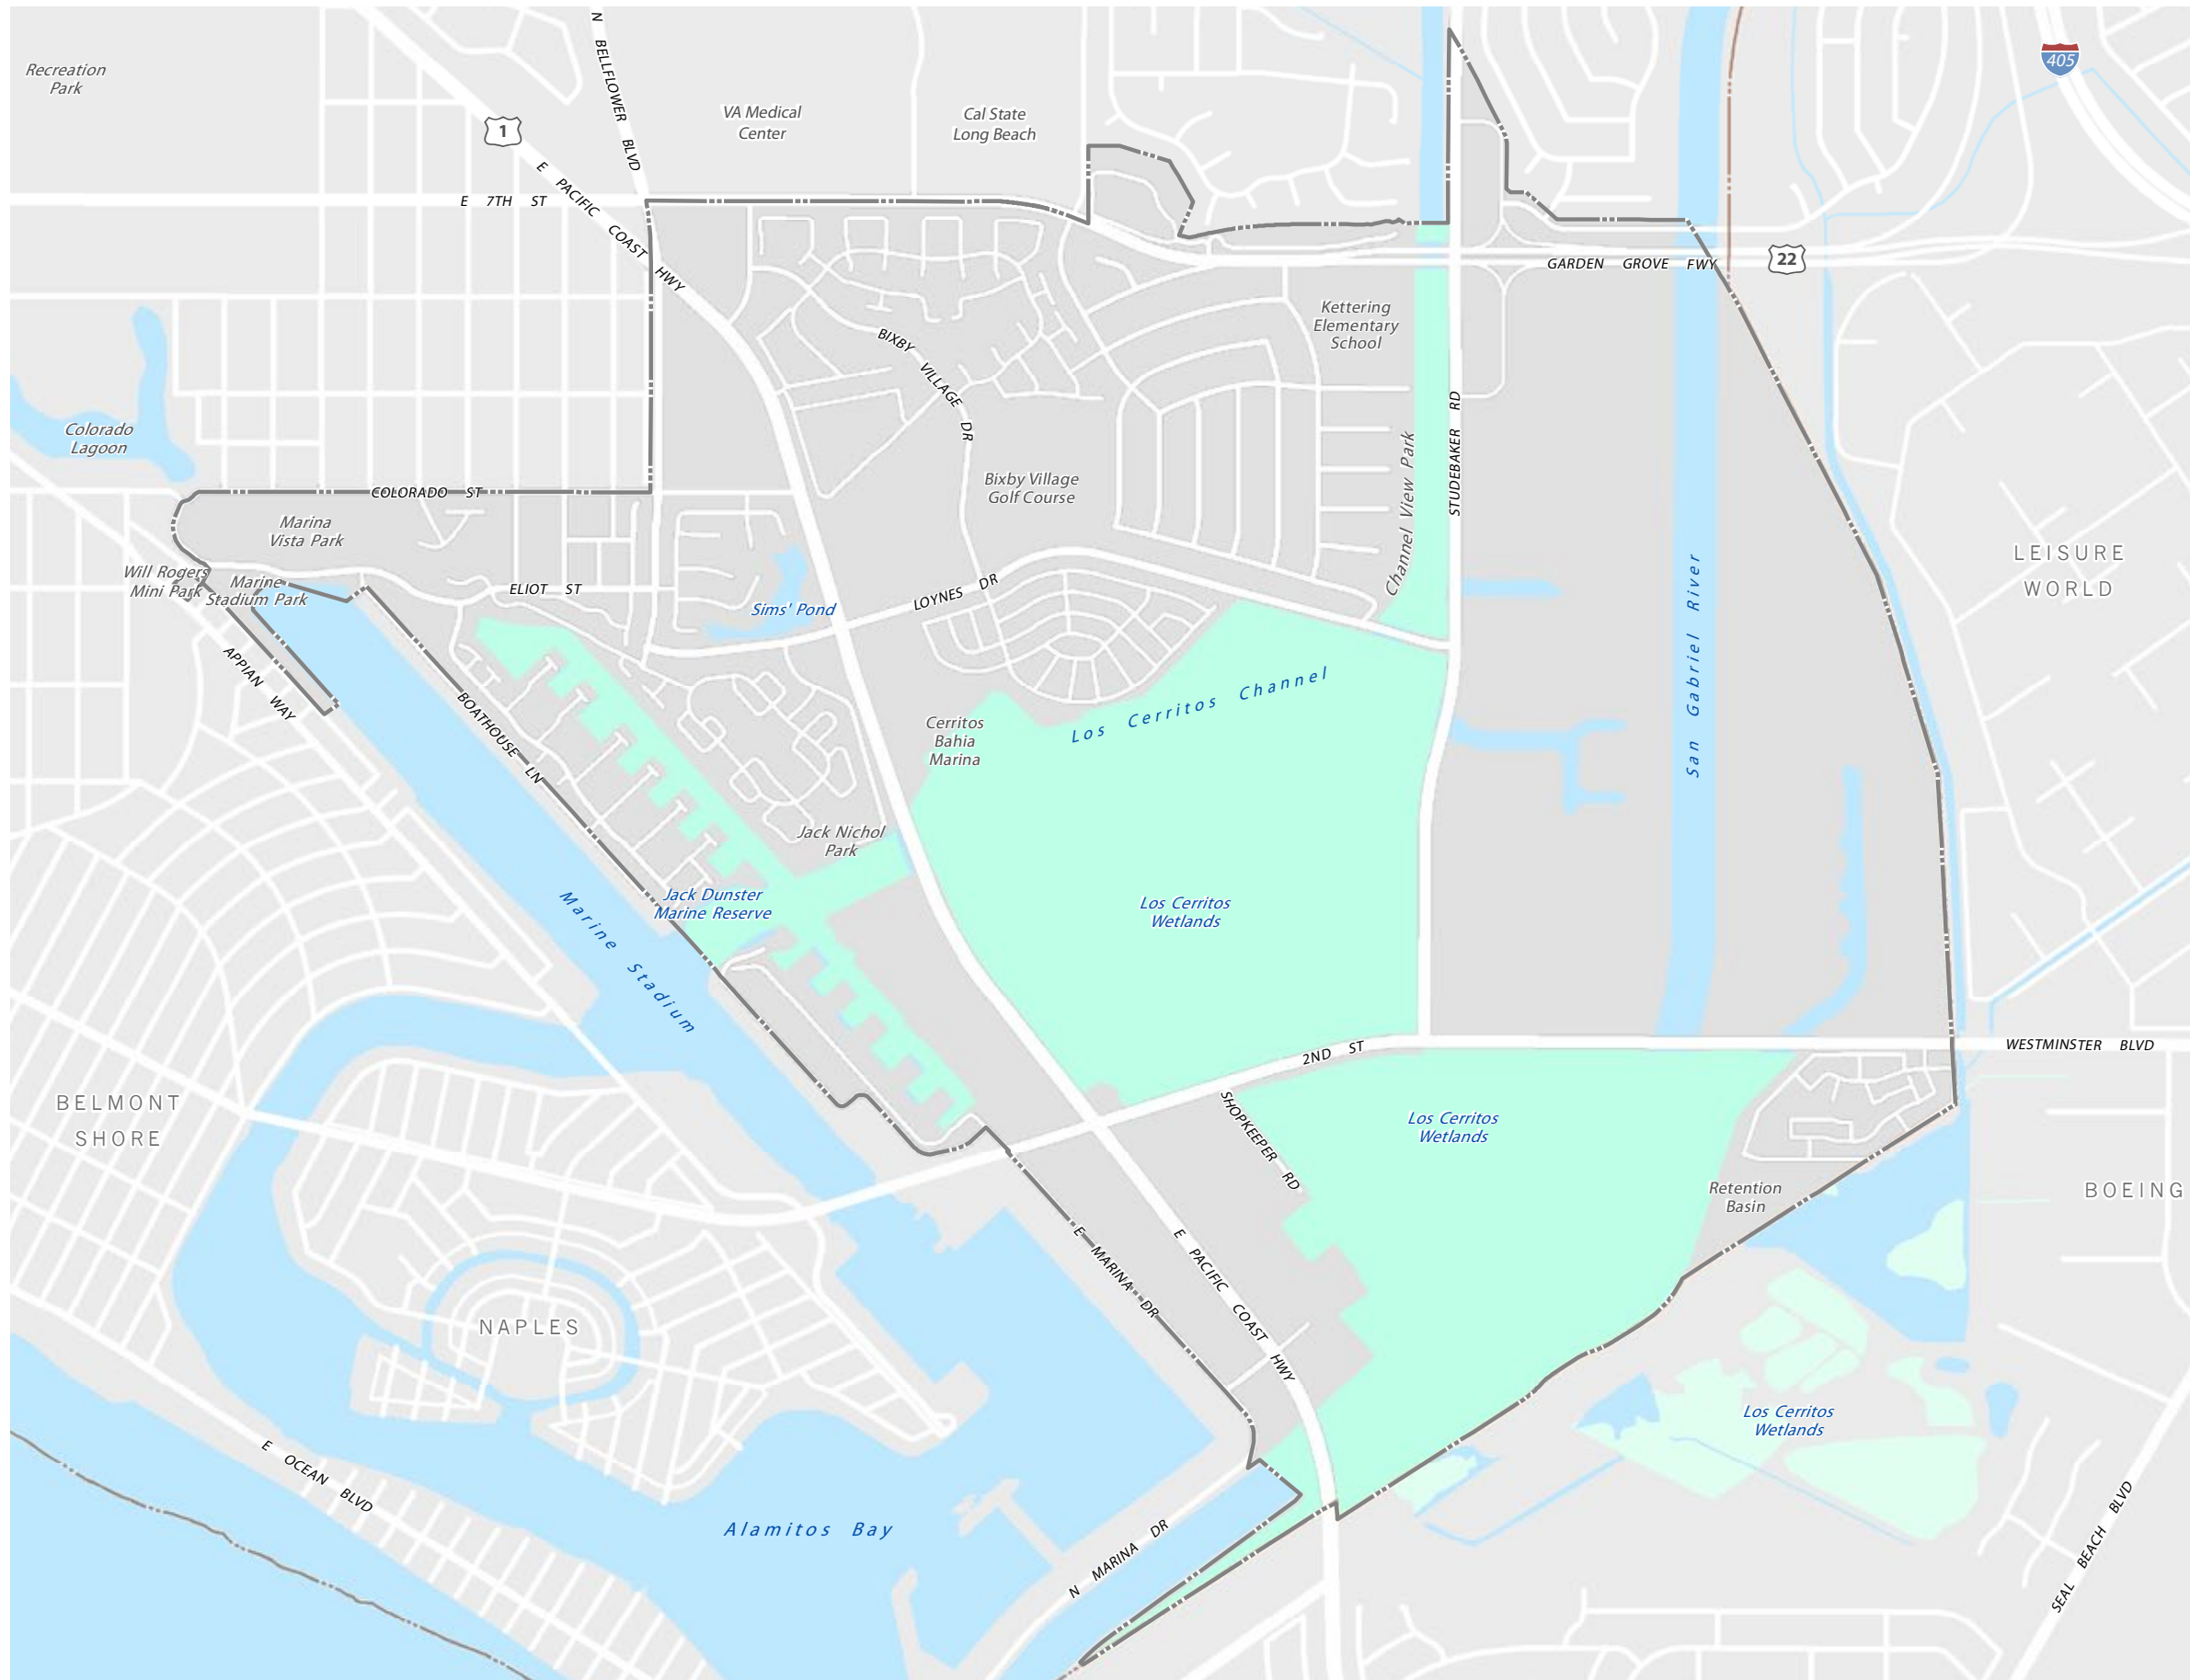 Recreation
Park
N BELLFLOWER BLVD
VA Medical
Center
Cal State
Long Beach
405
1
E PACIFIC COAST HWY
E 7TH ST
GARDEN GROVE FWY
22
Kettering
Elementary
School
BIXBY VILLAGE DR
STUDEBAKER RD
Channel View Park
Colorado
Lagoon
Bixby Village
Golf Course
COLORADO ST
Marina
Vista Park
LEISURE
WORLD
Will Rogers
Mini Park
Marine
Stadium Park
ELIOT ST
Sims' Pond
LOYNES DR
San Gabriel River
APPIAN WAY
BOATHOUSE LN
Los Cerritos Channel
Cerritos
Bahia
Marina
Jack Nichol
Park
Jack Dunster
Marine Reserve
Marine Stadium
Los Cerritos
Wetlands
2ND ST
WESTMINSTER BLVD
BELMONT
SHORE
SHOPKEEPER RD
Los Cerritos
Wetlands
Retention
Basin
BOEING
E MARINA DR
E PACIFIC COAST HWY
NAPLES
Los Cerritos
Wetlands
E OCEAN BLVD
Alamitos Bay
N MARINA DR
SEAL BEACH BLVD